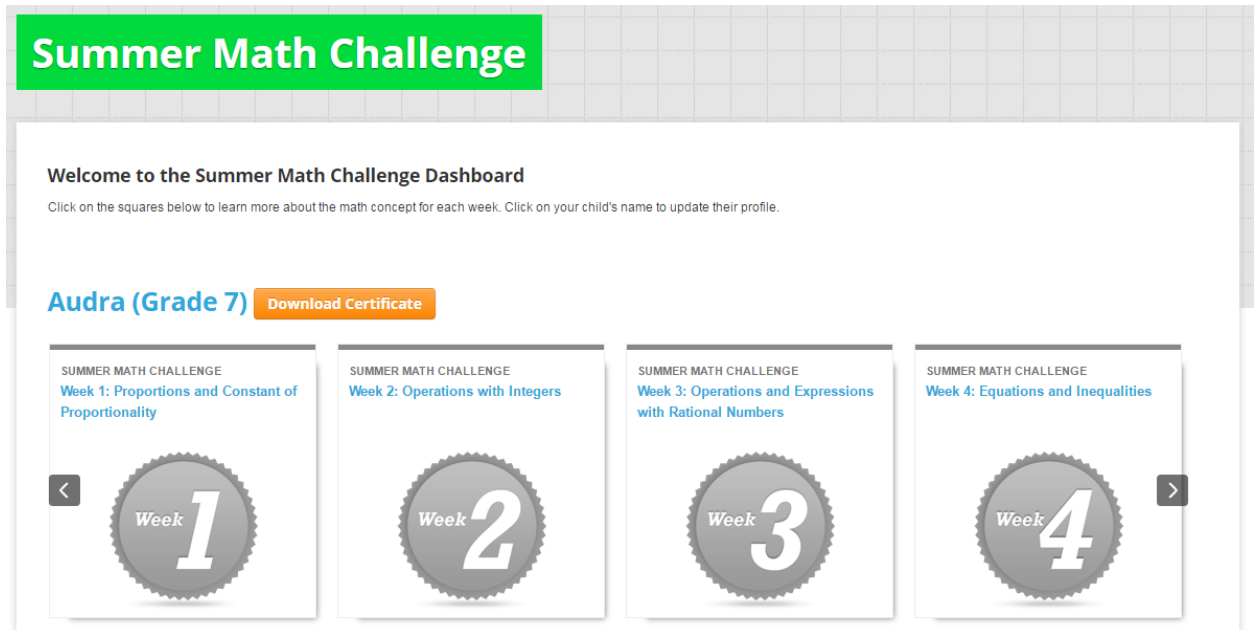 Summer Math Challenge
Welcome to the Summer Math Challenge Dashboard
Click on the squares below to learn more about the math concept for each week. Click on your child's name to update their profile.
Audra (Grade 7)
Download Certificate
SUMMER MATH CHALLENGE
Week 1: Proportions and Constant of
Proportionality
Week 1
SUMMER MATH CHALLENGE
Week 2: Operations with Integers
Week 2
SUMMER MATH CHALLENGE
Week 3: Operations and Expressions
with Rational Numbers
Week 3
SUMMER MATH CHALLENGE
Week 4: Equations and Inequalities
Week 4